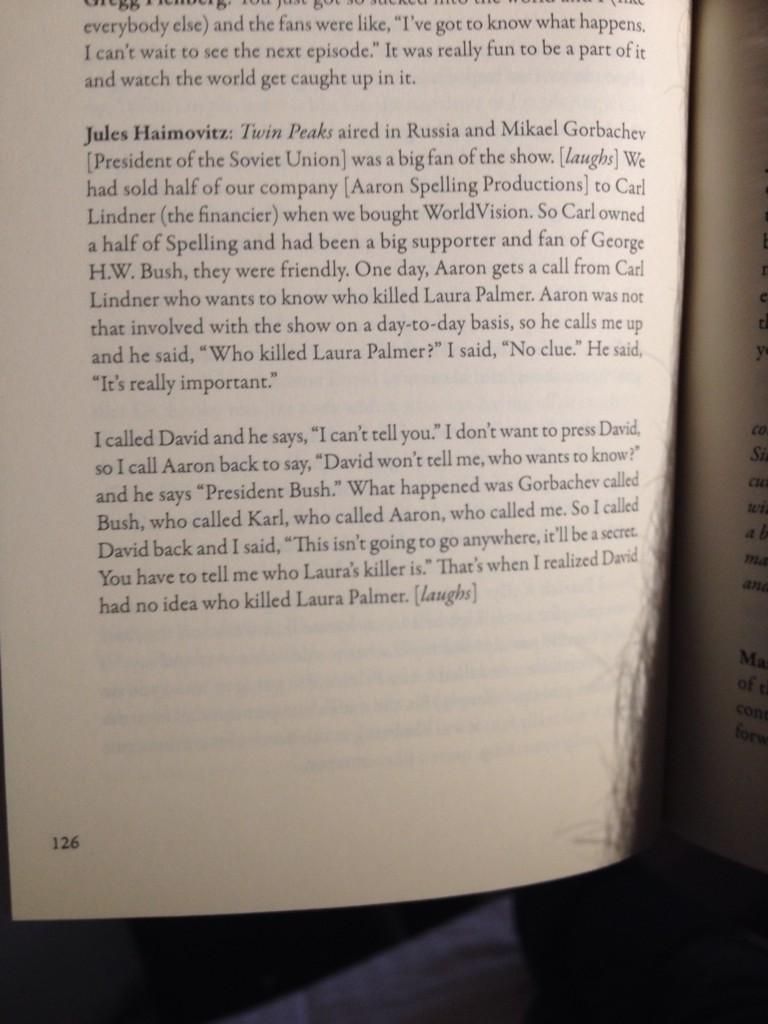 everybody else) and the fans were like, "I've got to know what happens.
I can't wait to see the next episode." It was really fun to be a part of it
and watch the world get caught up in it.
Jules Haimovitz: Twin Peaks aired in Russia and Mikael Gorbachev
[President of the Soviet Union] was a big fan of the show. [laughs] We
had sold half of our company [Aaron Spelling Productions] to Carl
Lindner (the financier) when we bought WorldVision. So Carl owned
a half of Spelling and had been a big supporter and fan of George
H.W. Bush, they were friendly. One day, Aaron gets a call from Carl
Lindner who wants to know who killed Laura Palmer. Aaron was not
that involved with the show on a day-to-day basis, so he calls me up
and he said, "Who killed Laura Palmer?" I said, "No clue." He said,
"It's really important."
I called David and he says, "I can't tell you." I don't want to press David,
so I call Aaron back to say, "David won't tell me, who wants to know?"
and he says "President Bush." What happened was Gorbachev called
Bush, who called Karl, who called Aaron, who called me. So I called
David back and I said, "This isn't going to go anywhere, it'll be a secret.
You have to tell me who Laura's killer is." That's when I realized David
had no idea who killed Laura Palmer. [laughs]
126